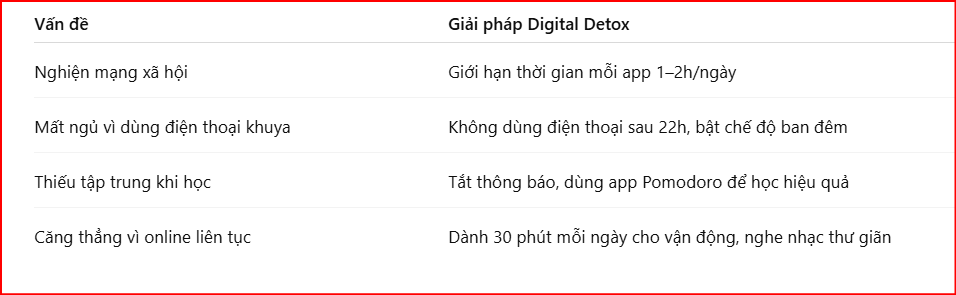 Vấn đề Giải pháp Digital Detox
Nghiện mạng xã hội Giới hạn thời gian mỗi app 1–2h/ngày
Mất ngủ vì dùng điện thoại khuya Không dùng điện thoại sau 22h, bật chế độ ban đêm
Thiếu tập trung khi học Tắt thông báo, dùng app Pomodoro để học hiệu quả
Căng thẳng vì online liên tục Dành 30 phút mỗi ngày cho vận động, nghe nhạc thư giãn